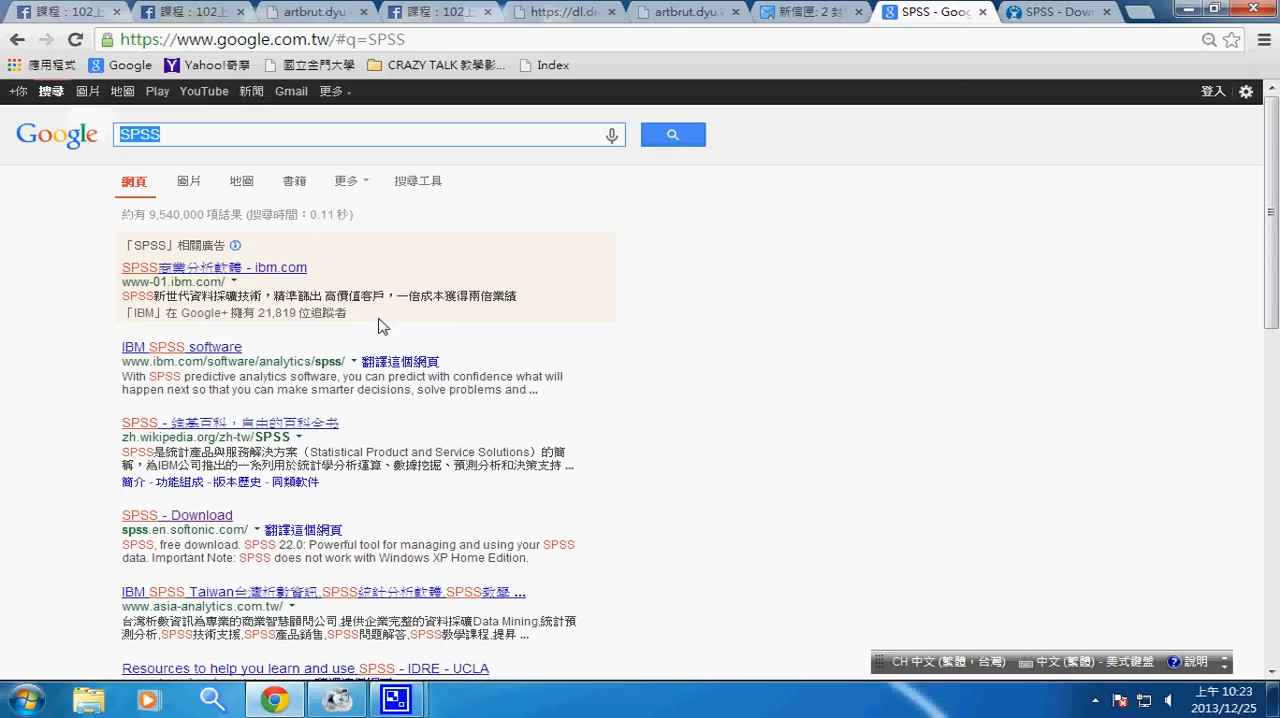 課程：102_
課程：102_
artbrut.dyu.e
課程：102_
https://dl.dr
artbrut.dyu.e
新信匣: 2 封
SPSS - Goog
SPSS - Down
https://www.google.com.tw/#q=SPSS
應用程式 Google Yahoo!奇摩 國立金門大學 CRAZY TALK 教學影... Index
+你 搜尋 圖片 地圖 Play YouTube 新聞 Gmail 更多 登入
Google SPSS
網頁 圖片 地圖 書籍 更多 搜尋工具
約有 9,540,000 項結果 (搜尋時間：0.11 秒)
「SPSS」相關廣告
SPSS商業分析軟體 - ibm.com
www-01.ibm.com/
SPSS新世代資料採礦技術，精準篩出 高價值客戶，一倍成本獲得兩倍業績
「IBM」在 Google+ 擁有 21,819 位追蹤者
IBM SPSS software
www.ibm.com/software/analytics/spss/ 翻譯這個網頁
With SPSS predictive analytics software, you can predict with confidence what will
happen next so that you can make smarter decisions, solve problems and ...
SPSS - 維基百科，自由的百科全书
zh.wikipedia.org/zh-tw/SPSS
SPSS是統計產品與服務解決方案（Statistical Product and Service Solutions）的簡
稱，為IBM公司推出的一系列用於統計學分析運算、數據挖掘、預測分析和決策支持 ...
簡介 - 功能組成 - 版本歷史 - 同類軟件
SPSS - Download
spss.en.softonic.com/ 翻譯這個網頁
SPSS, free download. SPSS 22.0: Powerful tool for managing and using your SPSS
data. Important Note: SPSS does not work with Windows XP Home Edition.
IBM SPSS Taiwan台灣析數資訊,SPSS統計分析軟體,SPSS教學 ...
www.asia-analytics.com.tw/
台灣析數資訊為專業的商業智慧顧問公司,提供企業完整的資料採礦Data Mining,統計預
測分析,SPSS技術支援,SPSS產品銷售,SPSS問題解答,SPSS教學課程,提昇 ...
Resources to help you learn and use SPSS - IDRE - UCLA
CH 中文 (繁體，台灣) 中文 (繁體) - 美式鍵盤 說明
上午 10:23
2013/12/25